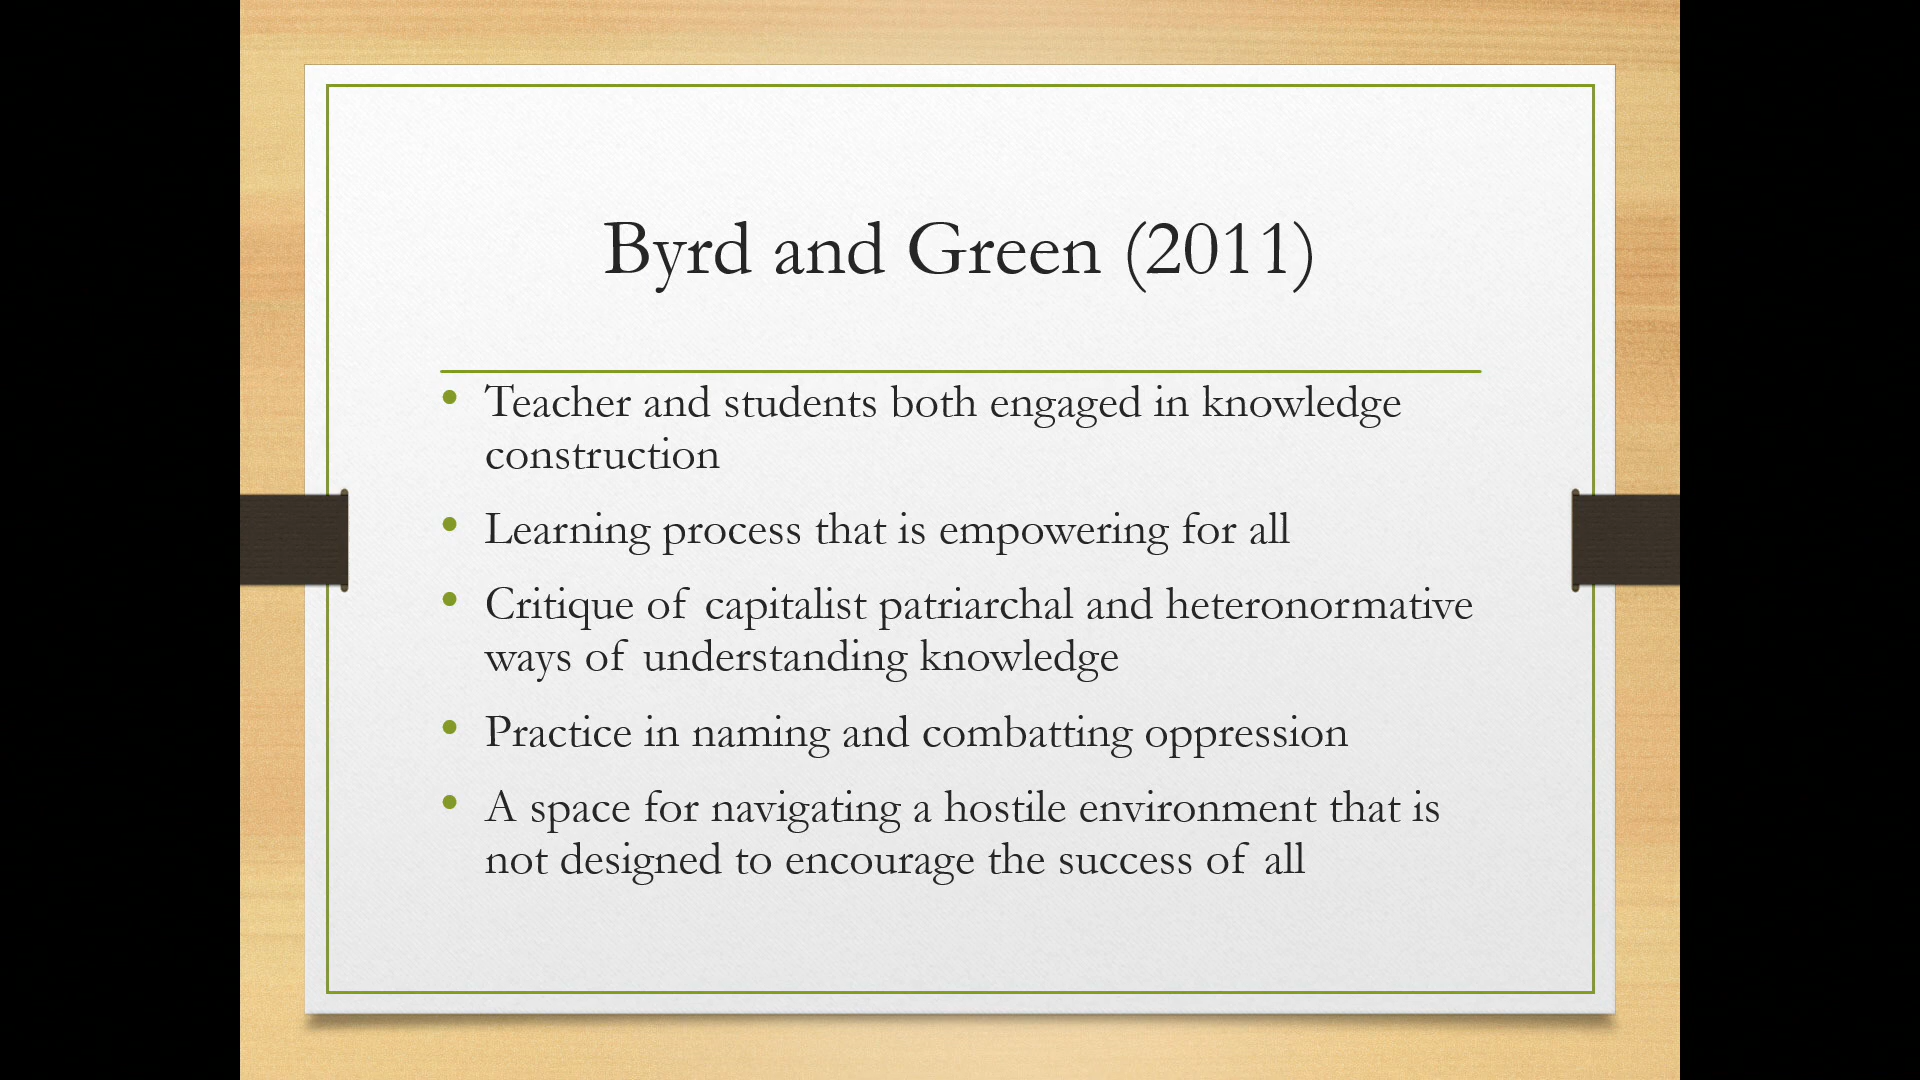 Byrd and Green (2011)
• Teacher and students both engaged in knowledge
construction
• Learning process that is empowering for all
• Critique of capitalist patriarchal and heteronormative
ways of understanding knowledge
• Practice in naming and combatting oppression
• A space for navigating a hostile environment that is
not designed to encourage the success of all